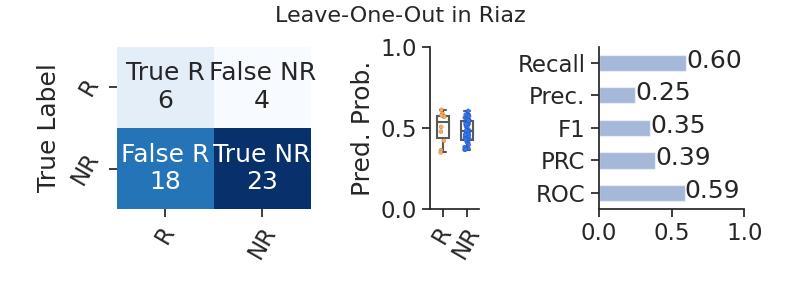 Leave-One-Out in Riaz
True Label
R
NR
True R
6
False NR
4
False R
18
True NR
23
R
NR
Pred. Prob.
1.0
0.5
0.0
R
NR
Recall
0.60
Prec.
0.25
F1
0.35
PRC
0.39
ROC
0.59
0.0
0.5
1.0